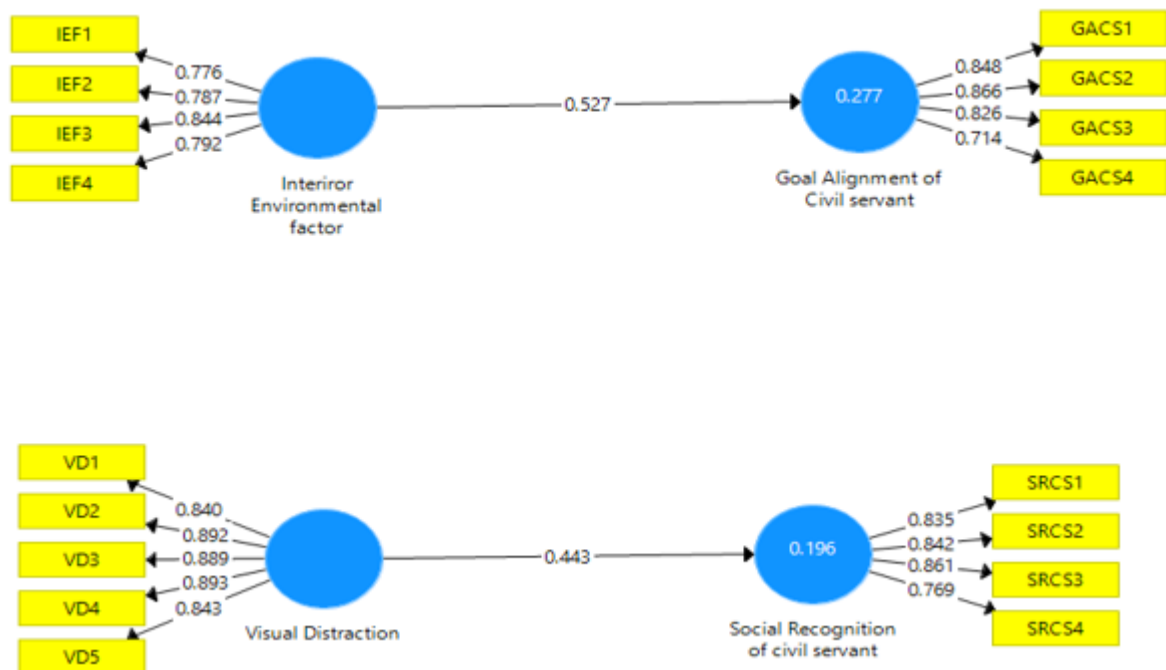 IEF1
IEF2
IEF3
IEF4
0.776
0.787
0.844
0.792
Interiror
Environmental
factor
0.527
0.277
Goal Alignment of
Civil servant
0.848
0.866
0.826
0.714
GACS1
GACS2
GACS3
GACS4
VD1
VD2
VD3
VD4
VD5
0.840
0.892
0.889
0.893
0.843
Visual Distraction
0.443
0.196
Social Recognition
of civil servant
0.835
0.842
0.861
0.769
SRCS1
SRCS2
SRCS3
SRCS4